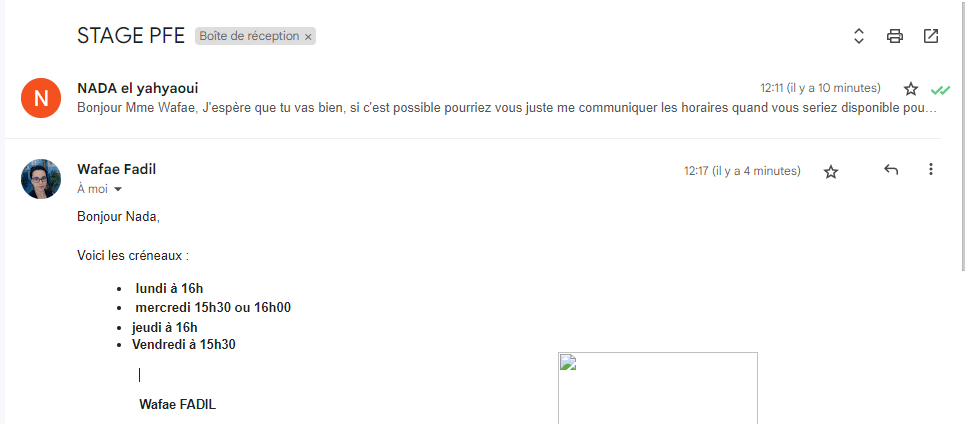 STAGE PFE Boîte de réception ×
NADA el yahyaoui 12:11 (il y a 10 minutes)
Bonjour Mme Wafae, J'espère que tu vas bien, si c'est possible pourriez vous juste me communiquer les horaires quand vous seriez disponible pou...
Wafae Fadil 12:17 (il y a 4 minutes)
À moi
Bonjour Nada,
Voici les créneaux :
• lundi à 16h
• mercredi 15h30 ou 16h00
• jeudi à 16h
• Vendredi à 15h30
Wafae FADIL
N